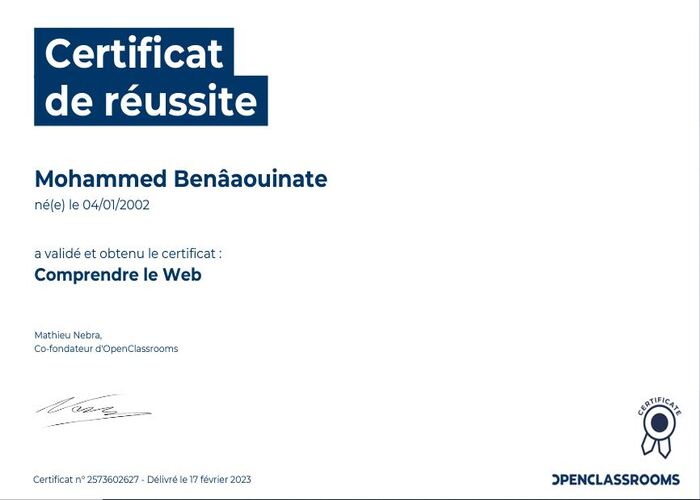 Certificat
de réussite
Mohammed Benâaouinate
né(e) le 04/01/2002
a validé et obtenu le certificat :
Comprendre le Web
Mathieu Nebra,
Co-fondateur d'OpenClassrooms
CERTIFICATE
Certificat n° 2573602627 - Délivré le 17 février 2023
OPENCLASSROOMS